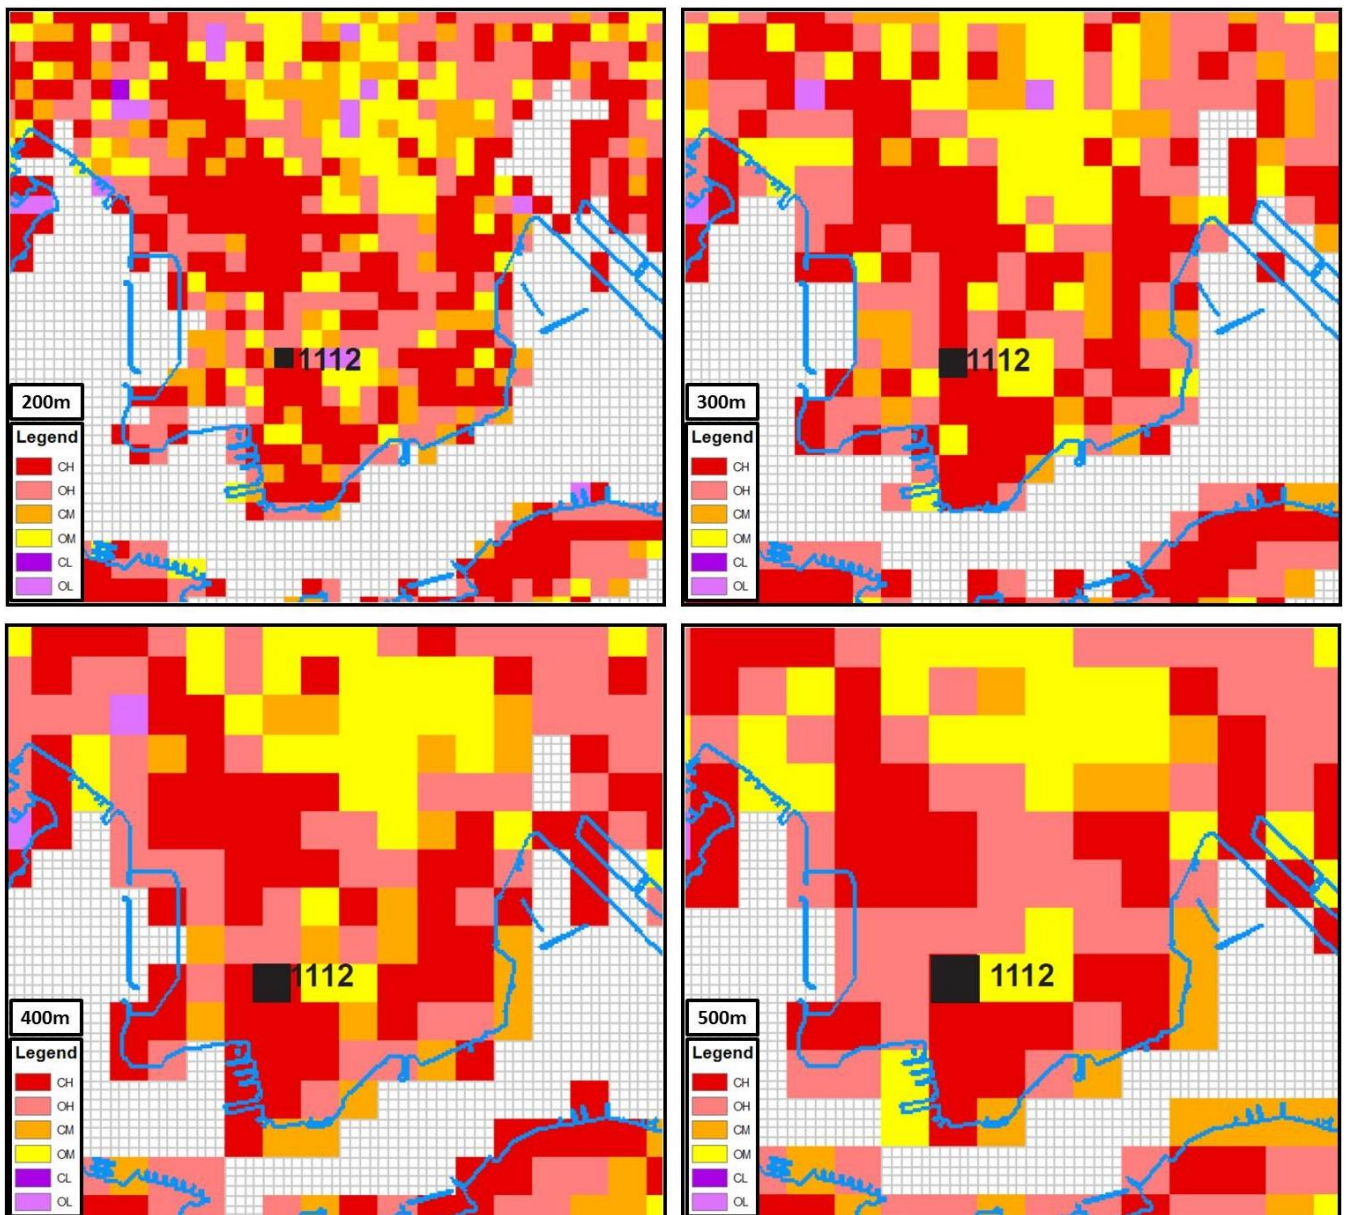 1112
200m
Legend
CH
OH
CM
OM
CL
OL
1112
300m
Legend
CH
OH
CM
OM
CL
OL
1112
400m
Legend
CH
OH
CM
OM
CL
OL
1112
500m
Legend
CH
OH
CM
OM
CL
OL